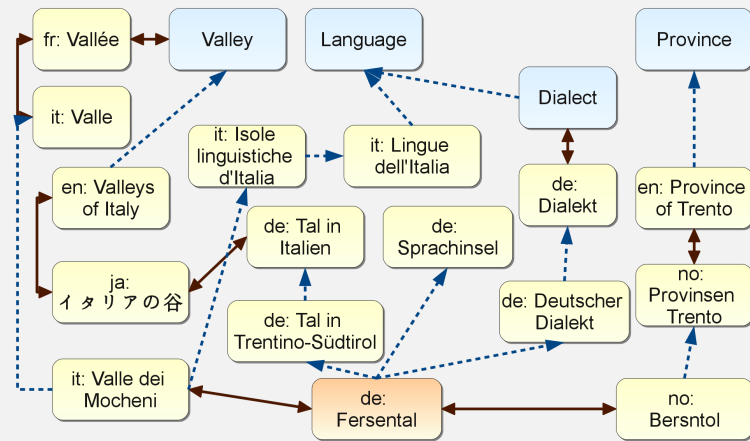 fr: Vallée
Valley
Language
Province
it: Valle
Dialect
it: Isole
linguistiche
d'Italia
it: Lingue
dell'Italia
en: Valleys
of Italy
de:
Dialekt
en: Province
of Trento
de: Tal in
Italien
de:
Sprachinsel
ja:
イタリアの谷
no:
Provinsen
Trento
de: Tal in
Trentino-Südtirol
de: Deutscher
Dialekt
it: Valle dei
Mocheni
de:
Fersental
no:
Bersntol